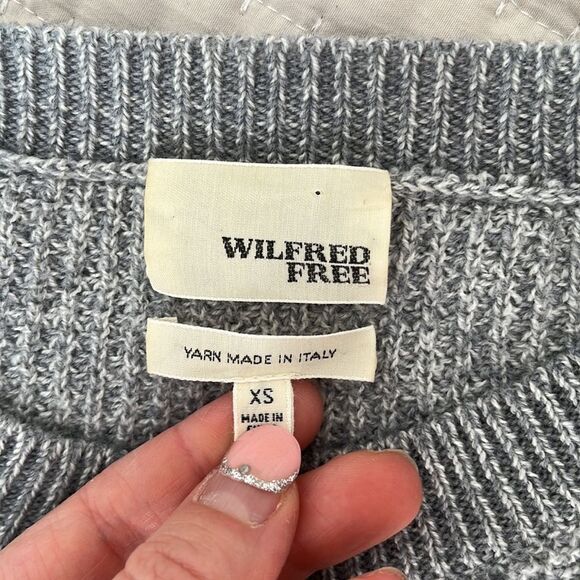 WILFRED
FREE
YARN MADE IN ITALY
XS
MADE IN